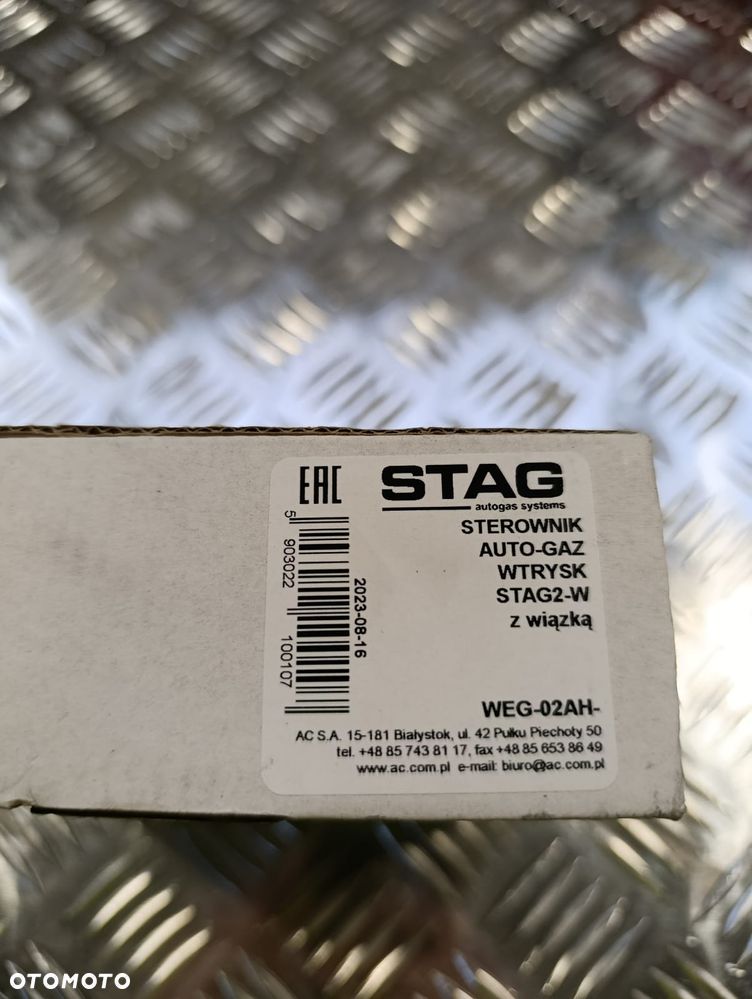 EAC
STAG
autogas systems
STEROWNIK
AUTO-GAZ
WTRYSK
STAG2-W
z wiązką
5 903022 100107
2023-08-16
WEG-02AH-
AC S.A. 15-181 Białystok, ul. 42 Pułku Piechoty 50
tel. +48 85 743 81 17, fax +48 85 653 86 49
www.ac.com.pl e-mail: biuro@ac.com.pl
OTOMOTO